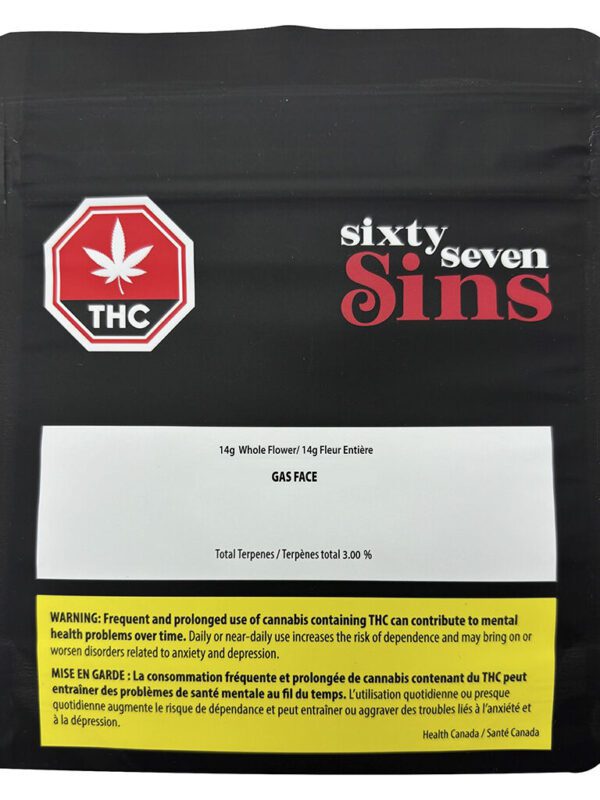 THC
sixty
seven
Sins
14g Whole Flower/ 14g Fleur Entière
GAS FACE
Total Terpenes / Terpènes total 3.00 %
WARNING: Frequent and prolonged use of cannabis containing THC can contribute to mental
health problems over time. Daily or near-daily use increases the risk of dependence and may bring on or
worsen disorders related to anxiety and depression.
MISE EN GARDE : La consommation fréquente et prolongée de cannabis contenant du THC peut
entraîner des problèmes de santé mentale au fil du temps. L'utilisation quotidienne ou presque
quotidienne augmente le risque de dépendance et peut entraîner ou aggraver des troubles liés à l'anxiété et
à la dépression.
Health Canada / Santé Canada